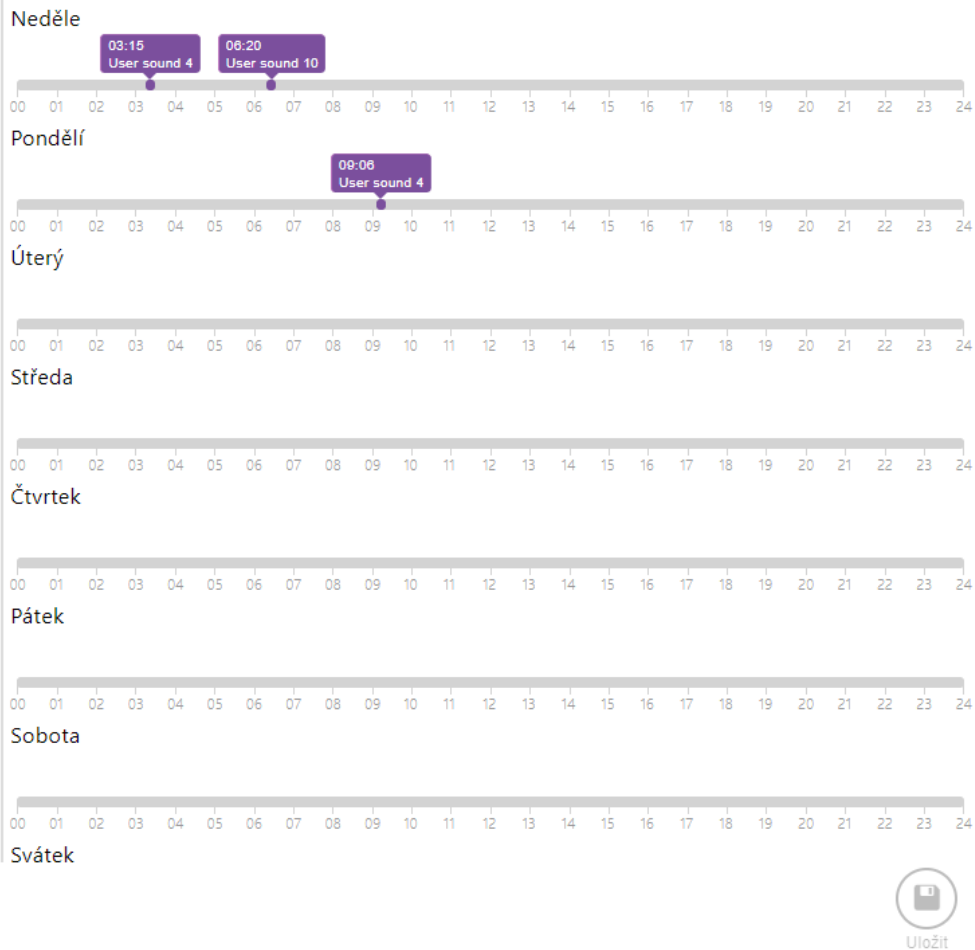 Neděle
03:15 06:20
User sound 4 User sound 10
00 01 02 03 04 05 06 07 08 09 10 11 12 13 14 15 16 17 18 19 20 21 22 23 24
Pondělí
09:06
User sound 4
00 01 02 03 04 05 06 07 08 09 10 11 12 13 14 15 16 17 18 19 20 21 22 23 24
Úterý
00 01 02 03 04 05 06 07 08 09 10 11 12 13 14 15 16 17 18 19 20 21 22 23 24
Středa
00 01 02 03 04 05 06 07 08 09 10 11 12 13 14 15 16 17 18 19 20 21 22 23 24
Čtvrtek
00 01 02 03 04 05 06 07 08 09 10 11 12 13 14 15 16 17 18 19 20 21 22 23 24
Pátek
00 01 02 03 04 05 06 07 08 09 10 11 12 13 14 15 16 17 18 19 20 21 22 23 24
Sobota
00 01 02 03 04 05 06 07 08 09 10 11 12 13 14 15 16 17 18 19 20 21 22 23 24
Svátek
Uložit